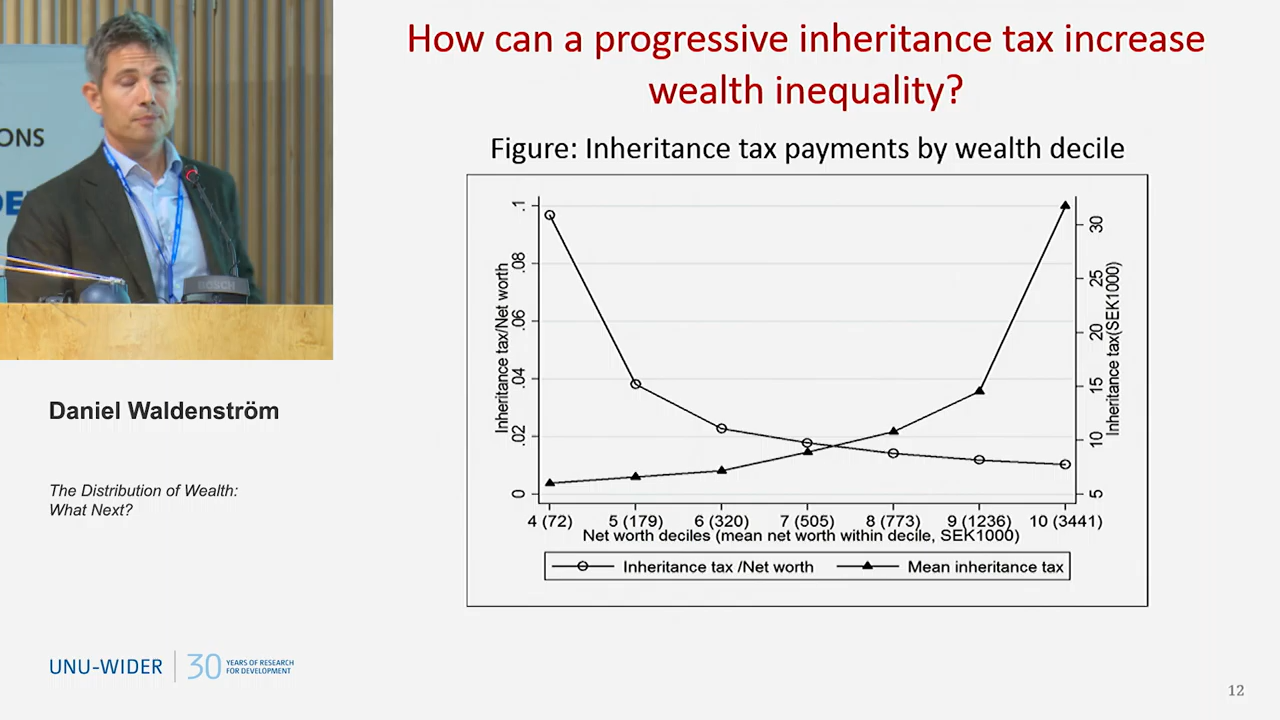 How can a progressive inheritance tax increase
wealth inequality?
Figure: Inheritance tax payments by wealth decile
ONS
DE
BOSCH
Inheritance tax/Net worth
.1
.08
.06
.04
.02
0
Inheritance tax(SEK1000)
30
25
20
15
10
5
4 (72) 5 (179) 6 (320) 7 (505) 8 (773) 9 (1236) 10 (3441)
Net worth deciles (mean net worth within decile, SEK1000)
Inheritance tax /Net worth Mean inheritance tax
Daniel Waldenström
The Distribution of Wealth:
What Next?
UNU-WIDER
30 YEARS OF RESEARCH
FOR DEVELOPMENT
12